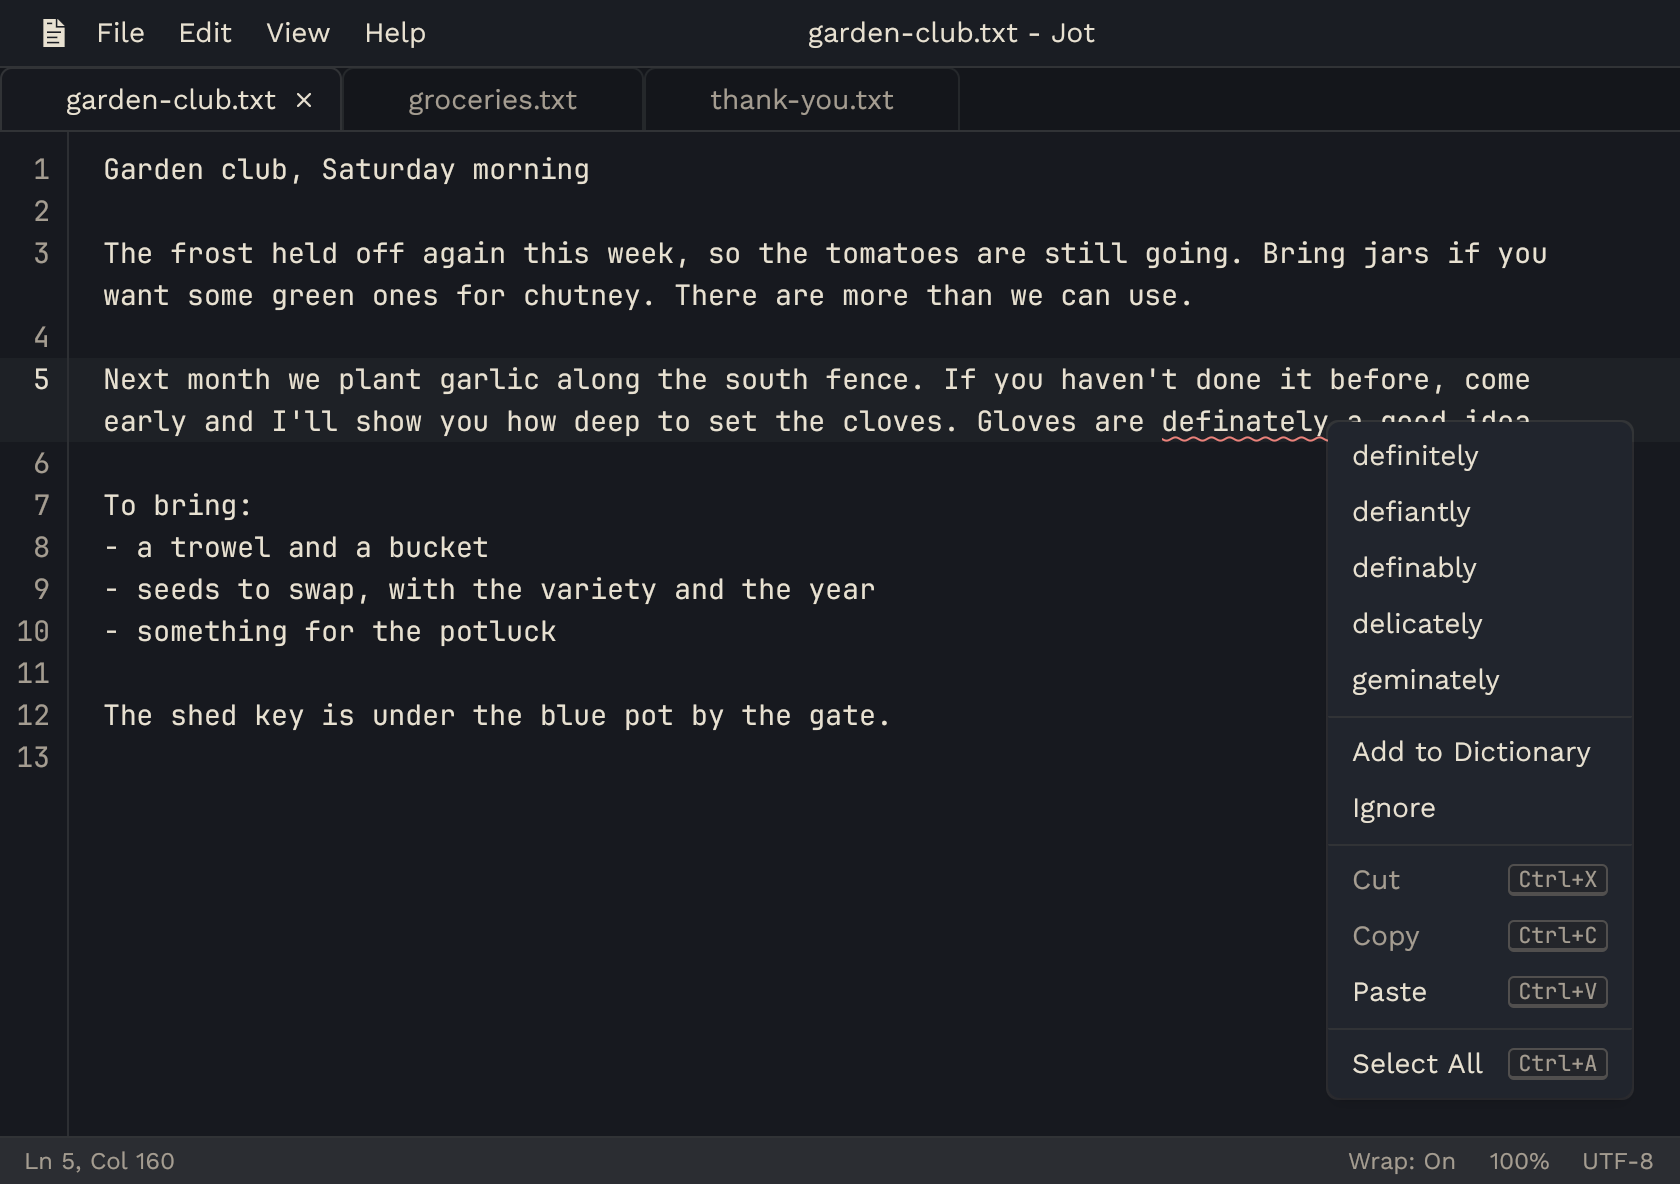 File Edit View Help garden-club.txt - Jot
garden-club.txt × groceries.txt thank-you.txt
1 Garden club, Saturday morning
2
3 The frost held off again this week, so the tomatoes are still going. Bring jars if you
want some green ones for chutney. There are more than we can use.
4
5 Next month we plant garlic along the south fence. If you haven't done it before, come
early and I'll show you how deep to set the cloves. Gloves are definately a good idea
6
7 To bring:
8 - a trowel and a bucket
9 - seeds to swap, with the variety and the year
10 - something for the potluck
11
12 The shed key is under the blue pot by the gate.
13
definitely
defiantly
definably
delicately
geminately
Add to Dictionary
Ignore
Cut Ctrl+X
Copy Ctrl+C
Paste Ctrl+V
Select All Ctrl+A
Ln 5, Col 160 Wrap: On 100% UTF-8